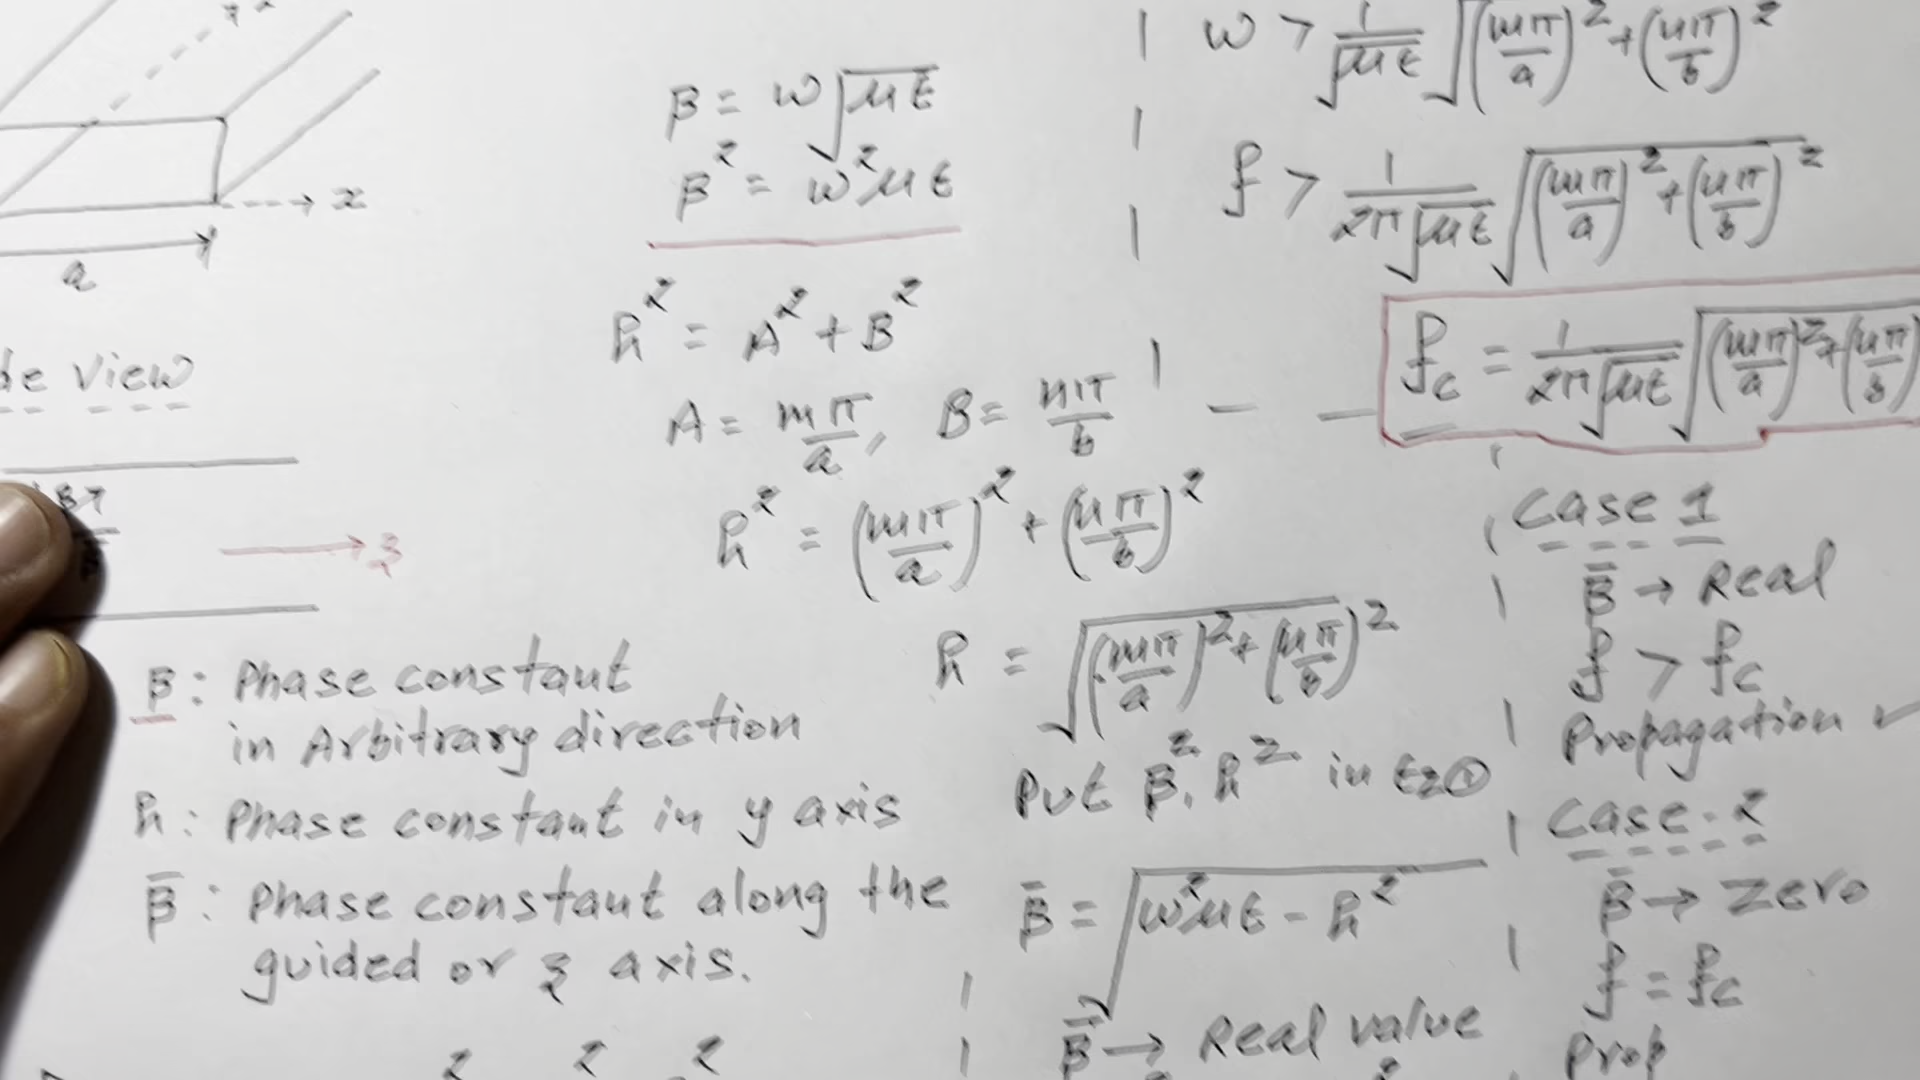 x
a
View
3
β = ω√με
β² = ω²με
h² = A² + B²
A = mπ/a, B = nπ/b
h² = (mπ/a)² + (nπ/b)²
β : Phase constant
in Arbitrary direction
h : Phase constant in y axis
β̄ : Phase constant along the
guided or z axis.
h = √(mπ/a)² + (nπ/b)²
Put β², h² in Eq①
β̄ = √ω²με - h²
β̄ → Real value
ω > 1/√με √(mπ/a)² + (nπ/b)²
f > 1/2π√με √(mπ/a)² + (nπ/b)²
fc = 1/2π√με √(mπ/a)² + (nπ/b)
Case 1
β̄ → Real
f > fc
Propagation ✓
Case-2
β̄ → Zero
f = fc
Prop